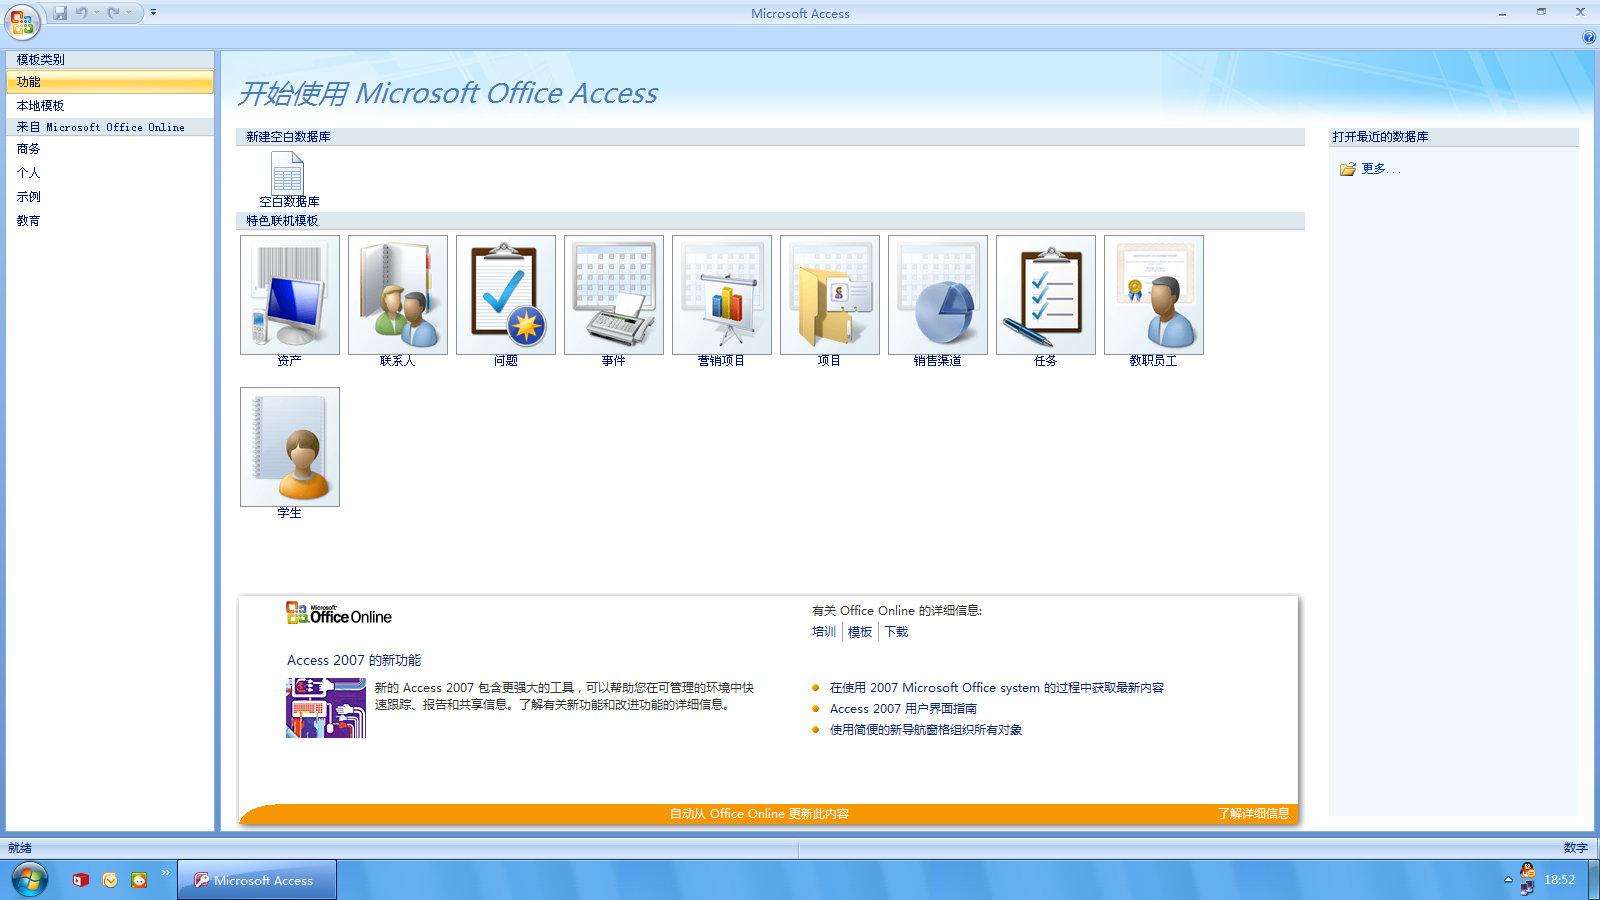 Microsoft Access
模板类别
功能
本地模板
来自 Microsoft Office Online
商务
个人
示例
教育
开始使用 Microsoft Office Access
新建空白数据库
空白数据库
特色联机模板
资产
联系人
问题
事件
营销项目
项目
销售渠道
任务
教职员工
学生
打开最近的数据库
更多...
Microsoft Office Online
Access 2007 的新功能
新的 Access 2007 包含更强大的工具，可以帮助您在可管理的环境中快
速跟踪、报告和共享信息。了解有关新功能和改进功能的详细信息。
有关 Office Online 的详细信息:
培训 | 模板 | 下载
在使用 2007 Microsoft Office system 的过程中获取最新内容
Access 2007 用户界面指南
使用简便的新导航窗格组织所有对象
自动从 Office Online 更新此内容
了解详细信息
就绪
数字
Microsoft Access
18:52